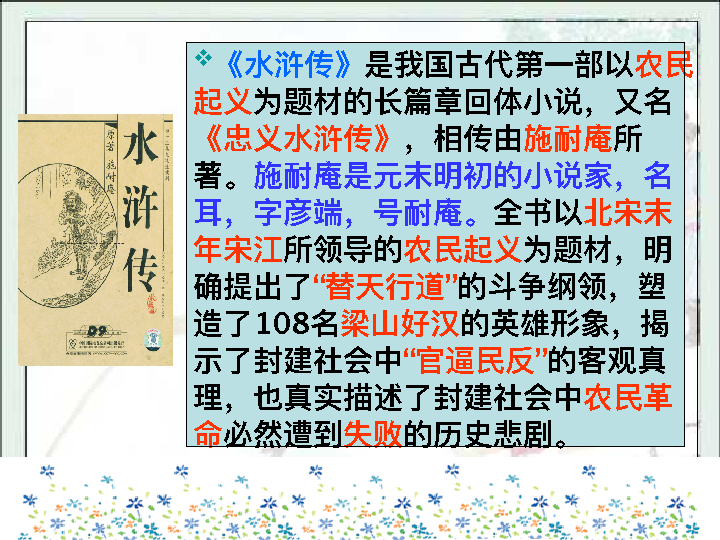 《水浒传》是我国古代第一部以农民
起义为题材的长篇章回体小说，又名
《忠义水浒传》，相传由施耐庵所
著。施耐庵是元末明初的小说家，名
耳，字彦端，号耐庵。全书以北宋末
年宋江所领导的农民起义为题材，明
确提出了“替天行道”的斗争纲领，塑
造了108名梁山好汉的英雄形象，揭
示了封建社会中“官逼民反”的客观真
理，也真实描述了封建社会中农民革
命必然遭到失败的历史悲剧。
水浒传
原著 施耐庵